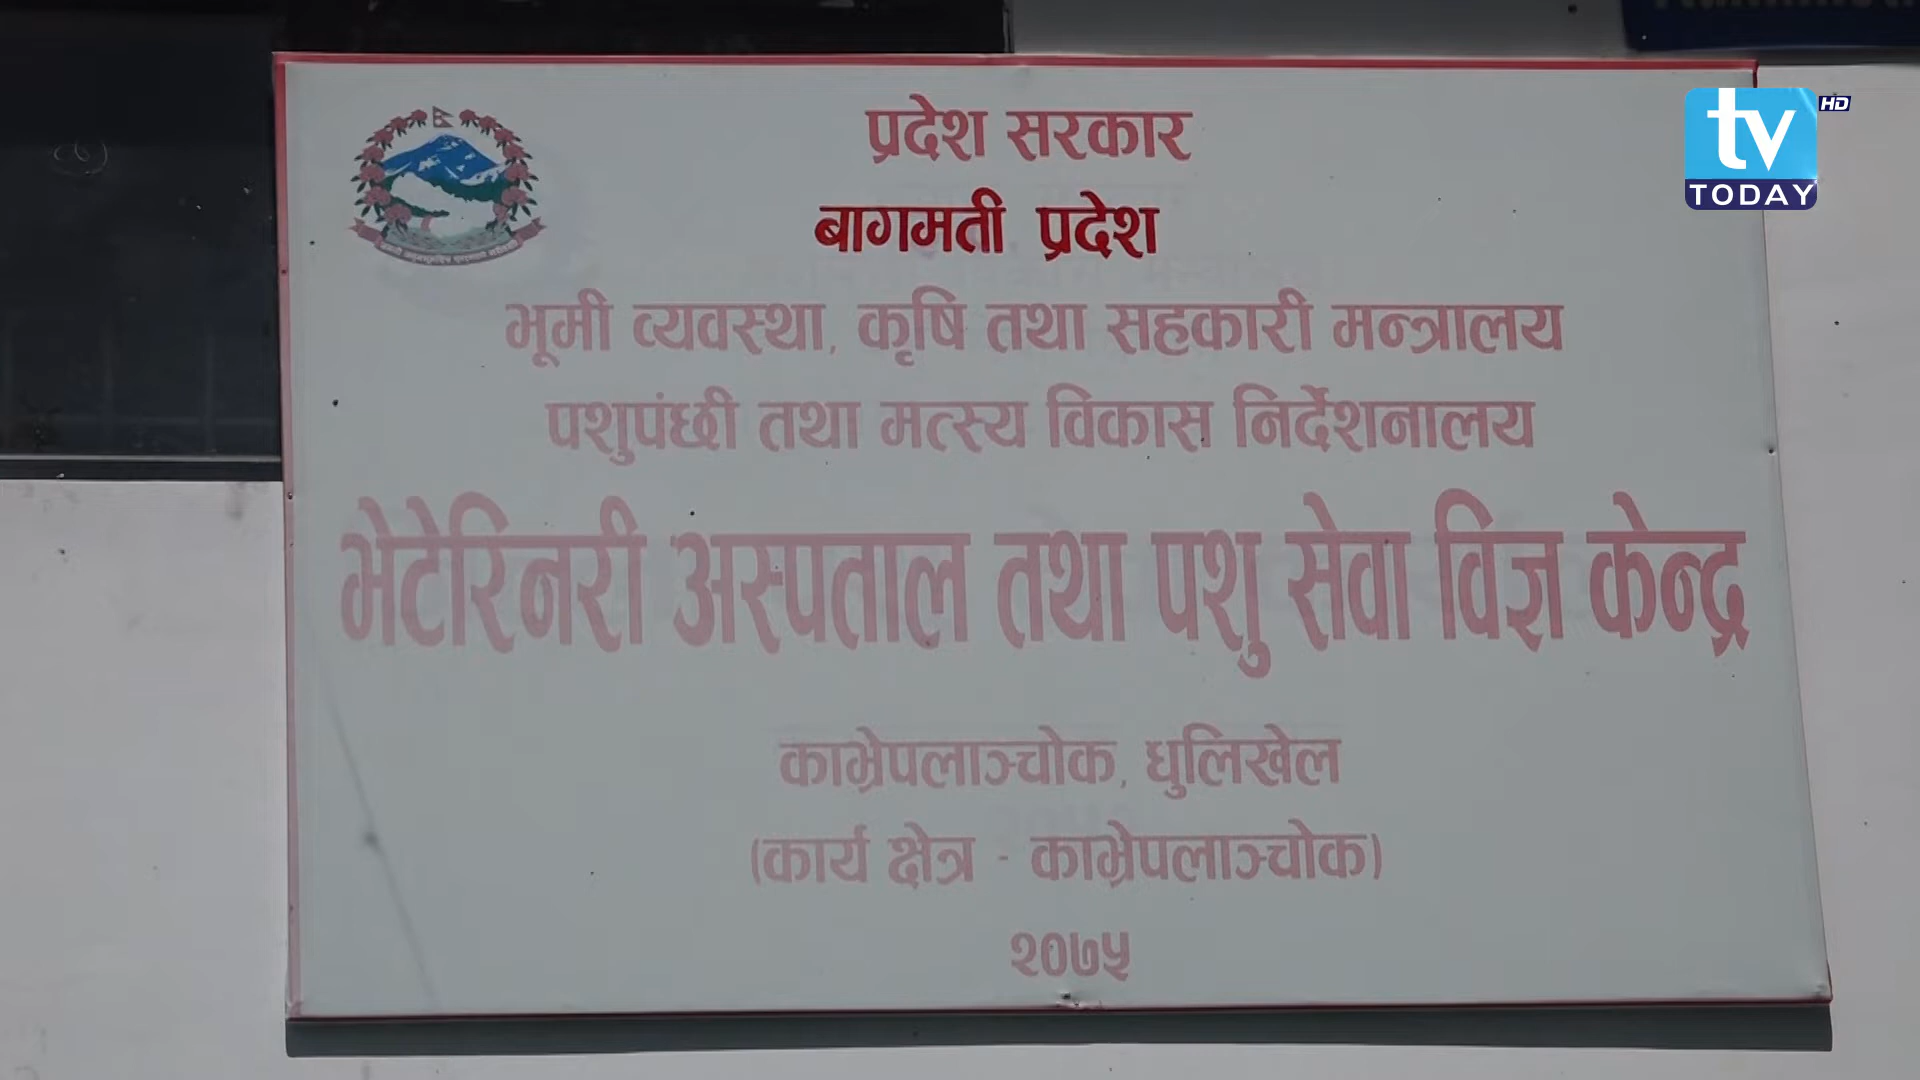 प्रदेश सरकार
बागमती प्रदेश
भूमी व्यवस्था, कृषि तथा सहकारी मन्त्रालय
पशुपंछी तथा मत्स्य विकास निर्देशनालय
भेटेरिनरी अस्पताल तथा पशु सेवा विज्ञ केन्द्र
काभ्रेपलाञ्चोक, धुलिखेल
(कार्य क्षेत्र - काभ्रेपलाञ्चोक)
२०७५
tv HD
TODAY